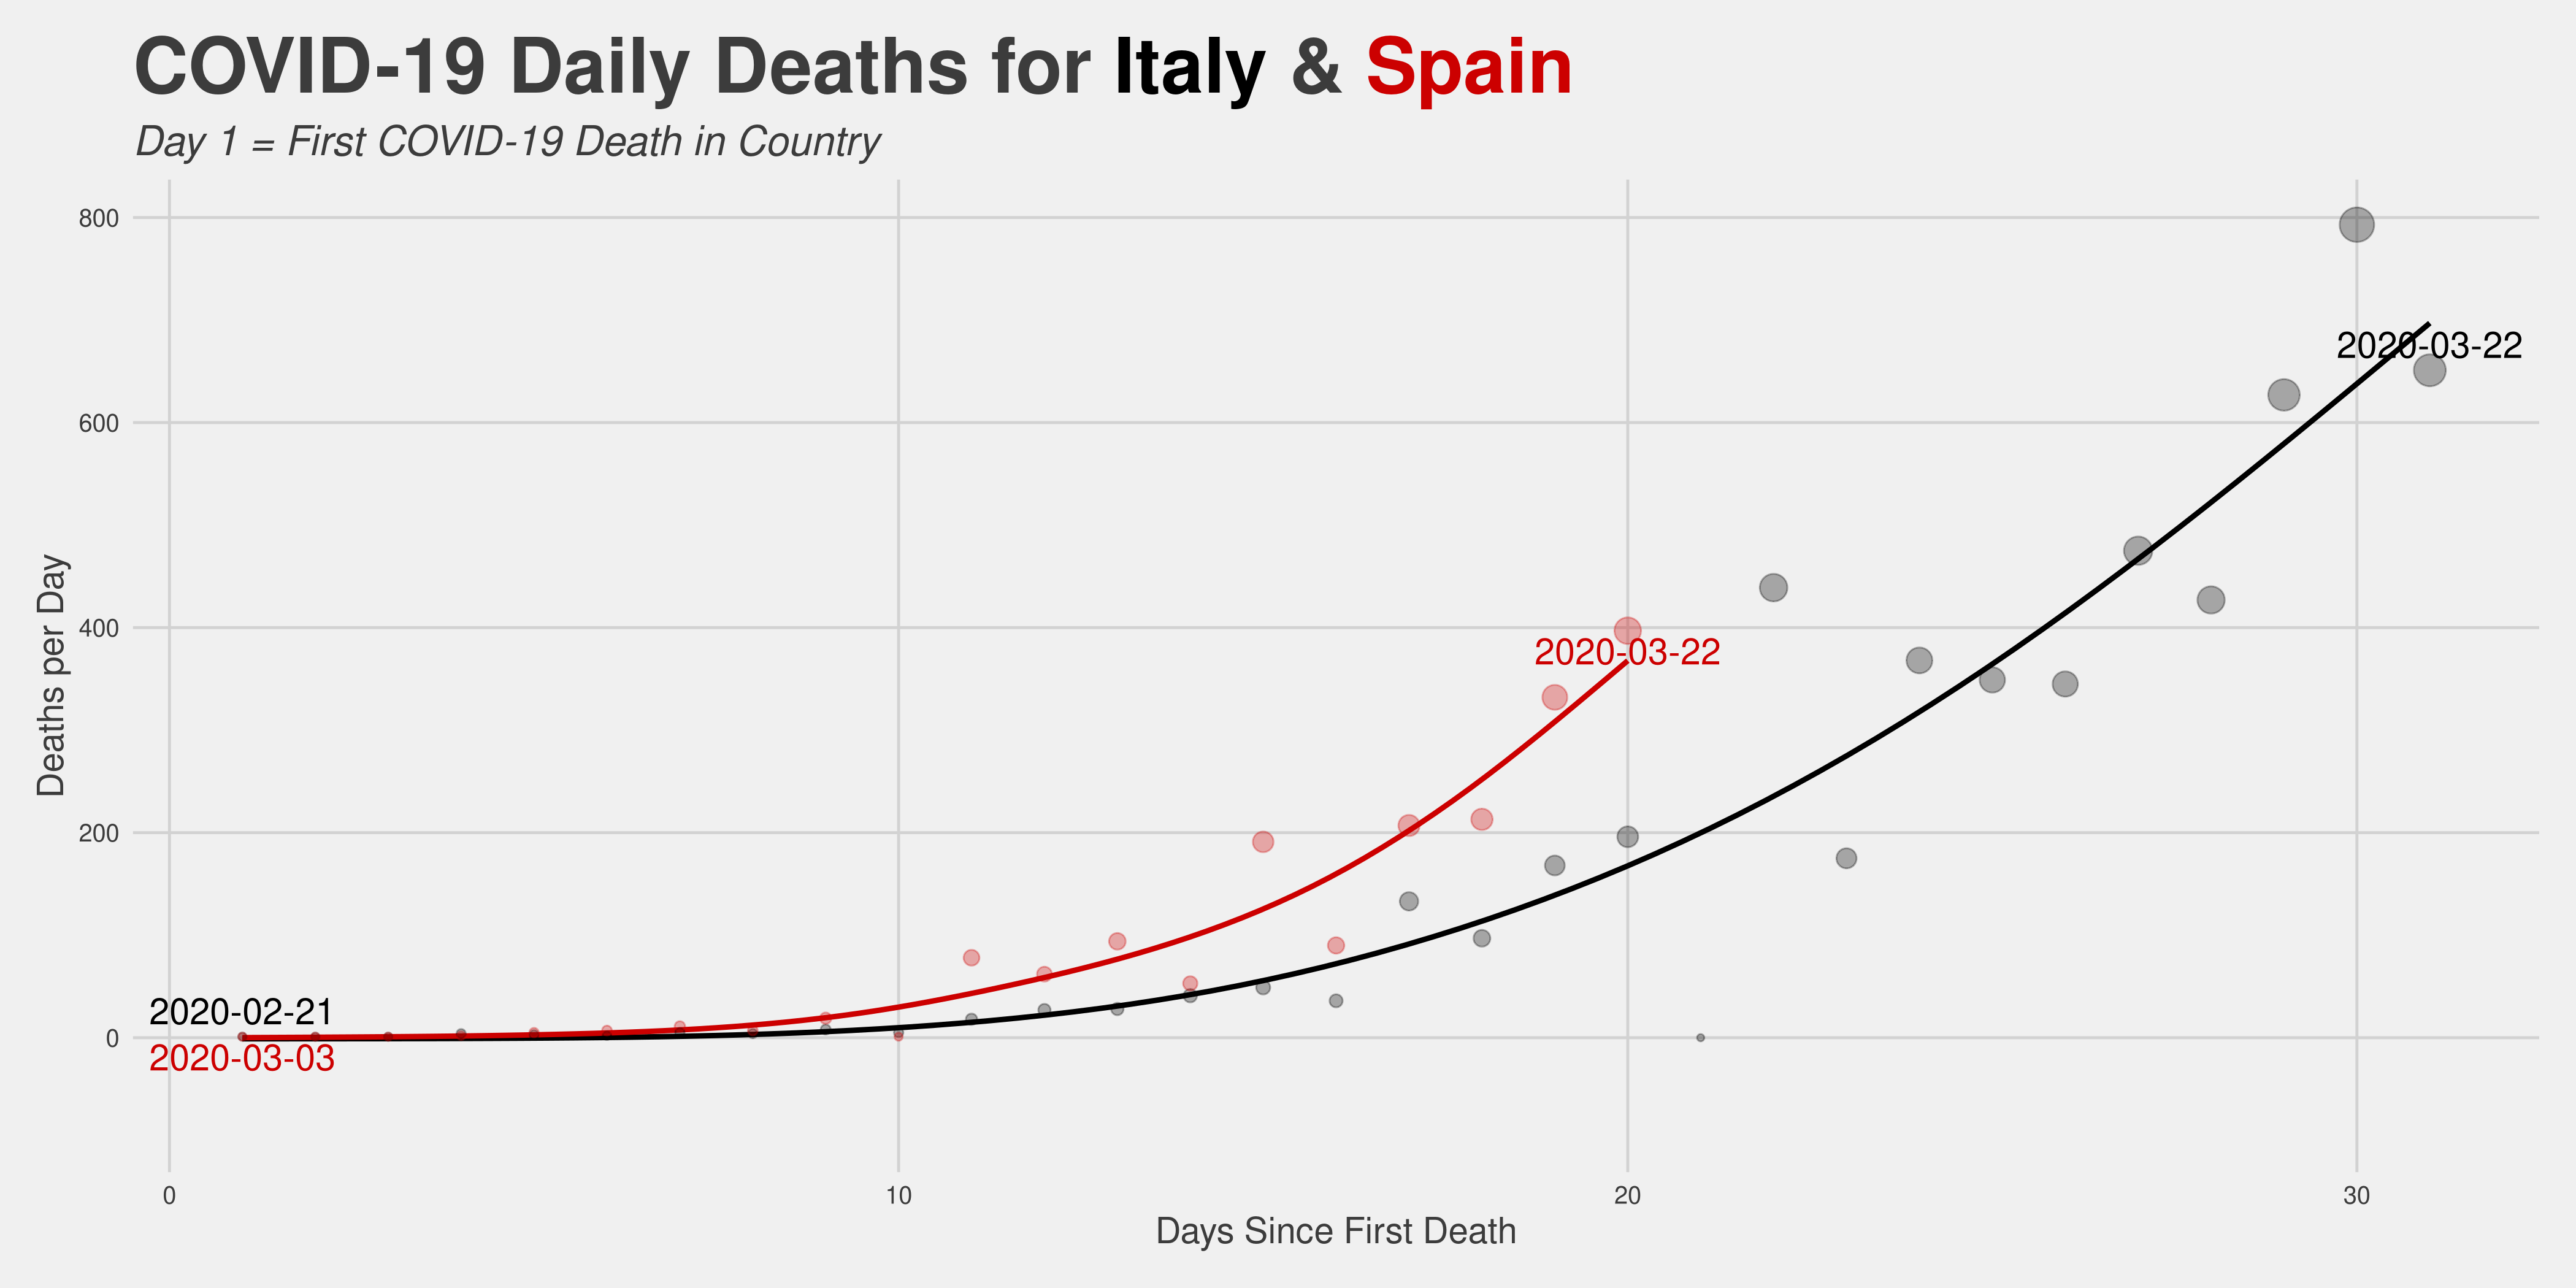 COVID-19 Daily Deaths for Italy & Spain
Day 1 = First COVID-19 Death in Country
800
600
400
200
0
Deaths per Day
2020-03-22
2020-03-22
2020-02-21
2020-03-03
0 10 20 30
Days Since First Death